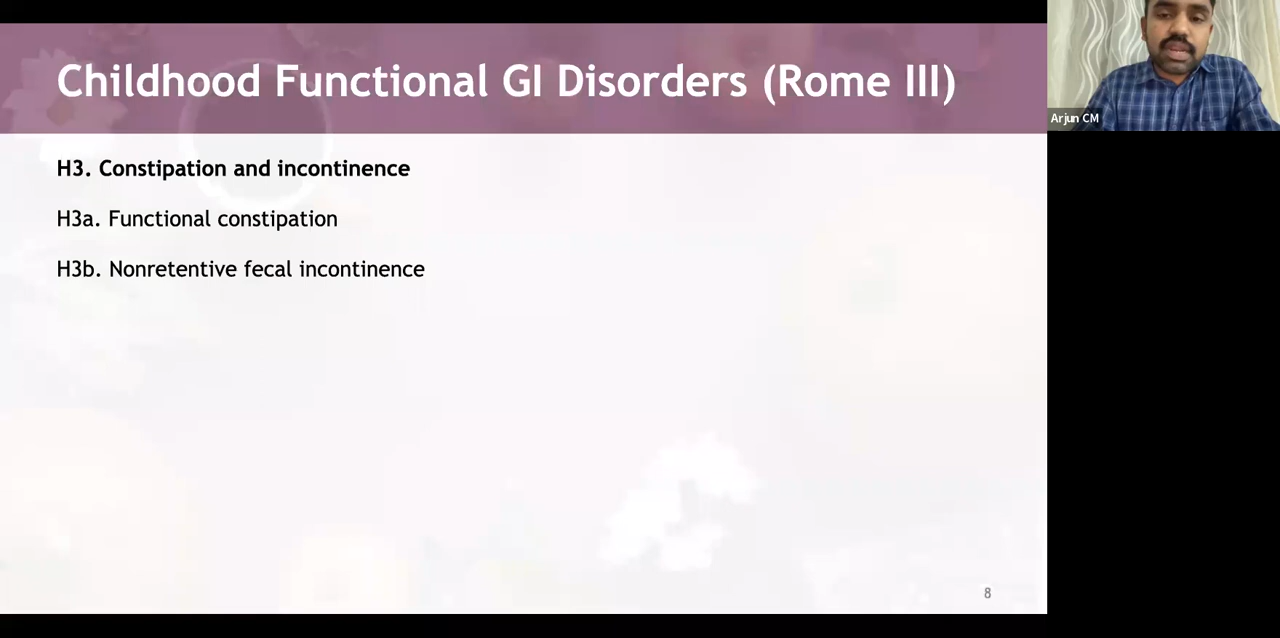 Childhood Functional GI Disorders (Rome III)
Arjun CM
H3. Constipation and incontinence
H3a. Functional constipation
H3b. Nonretentive fecal incontinence
8